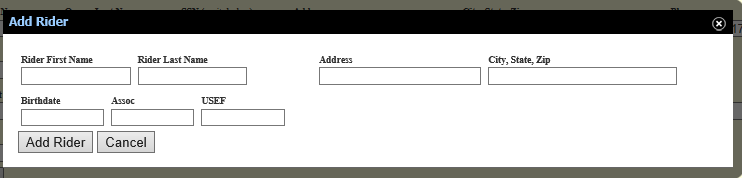 Add Rider
Rider First Name Rider Last Name Address City, State, Zip
Birthdate Assoc USEF
Add Rider Cancel